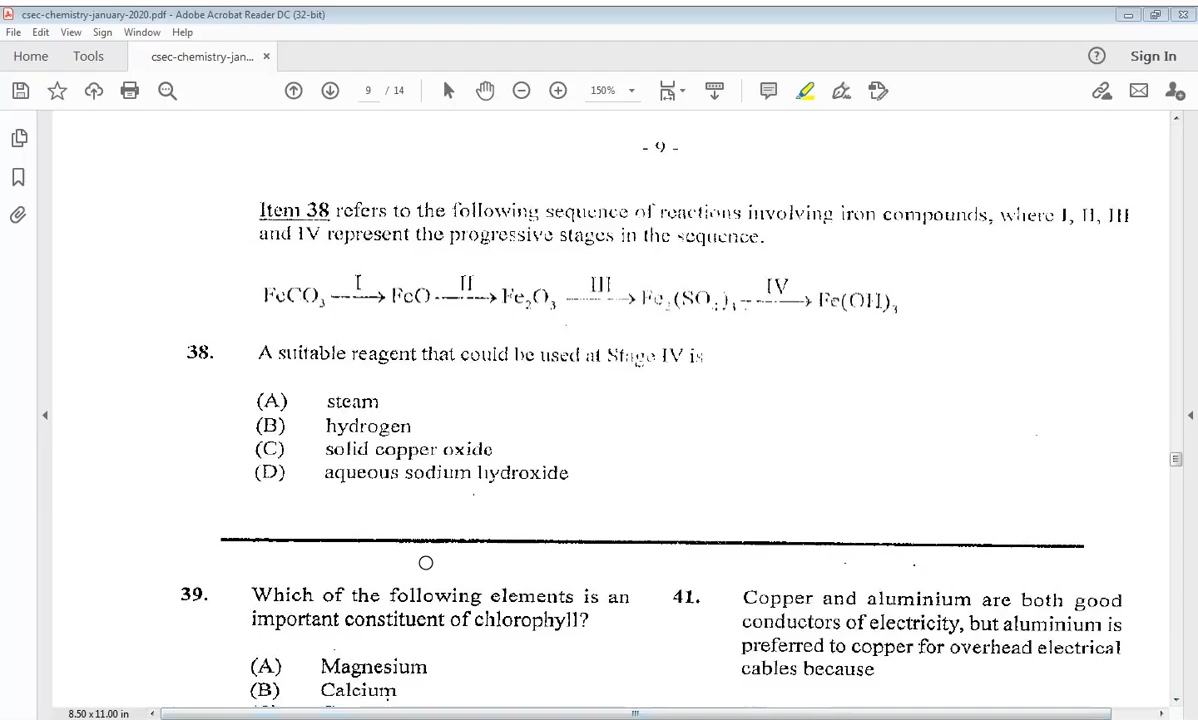 csec-chemistry-january-2020.pdf - Adobe Acrobat Reader DC (32-bit)
File Edit View Sign Window Help
Home Tools csec-chemistry-jan... × Sign In
9 / 14 150%
- 9 -
Item 38 refers to the following sequence of reactions involving iron compounds, where I, II, III
and IV represent the progressive stages in the sequence.
I II III IV
FeCO₃ → FeO → Fe₂O₃ → Fe₂(SO₄)₃ → Fe(OH)₃
38. A suitable reagent that could be used at Stage IV is
(A) steam
(B) hydrogen
(C) solid copper oxide
(D) aqueous sodium hydroxide
39. Which of the following elements is an
important constituent of chlorophyll?
(A) Magnesium
(B) Calcium
41. Copper and aluminium are both good
conductors of electricity, but aluminium is
preferred to copper for overhead electrical
cables because
8.50 x 11.00 in